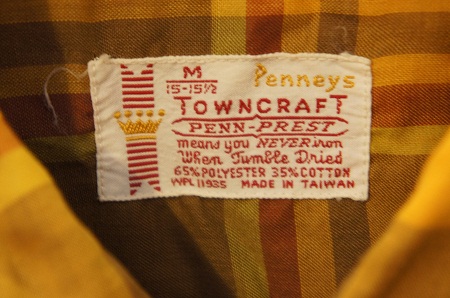 M Penneys
15-15½
TOWNCRAFT
PENN-PREST
means you NEVER iron
When Tumble Dried
65% POLYESTER 35% COTTON
WPL 11935 MADE IN TAIWAN